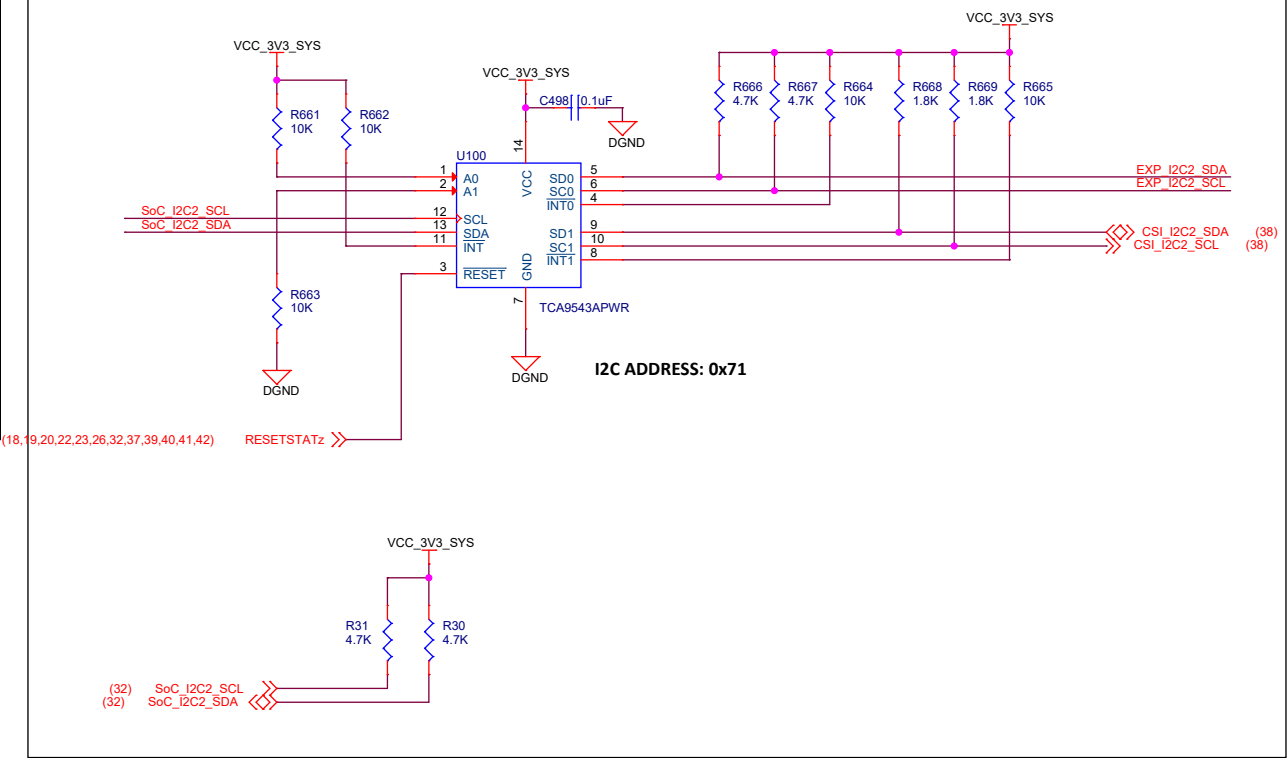 VCC_3V3_SYS
VCC_3V3_SYS
VCC_3V3_SYS
R661
10K
R662
10K
C498 0.1uF
DGND
R666
4.7K
R667
4.7K
R664
10K
R668
1.8K
R669
1.8K
R665
10K
U100
14
VCC
1 A0
2 A1
12 SCL
13 SDA
11 INT
3 RESET
GND
7
SD0 5
SC0 6
INT0 4
SD1 9
SC1 10
INT1 8
TCA9543APWR
SoC_I2C2_SCL
SoC_I2C2_SDA
EXP_I2C2_SDA
EXP_I2C2_SCL
CSI_I2C2_SDA (38)
CSI_I2C2_SCL (38)
R663
10K
DGND
DGND
I2C ADDRESS: 0x71
(18,19,20,22,23,26,32,37,39,40,41,42) RESETSTATz
VCC_3V3_SYS
R31
4.7K
R30
4.7K
(32) SoC_I2C2_SCL
(32) SoC_I2C2_SDA